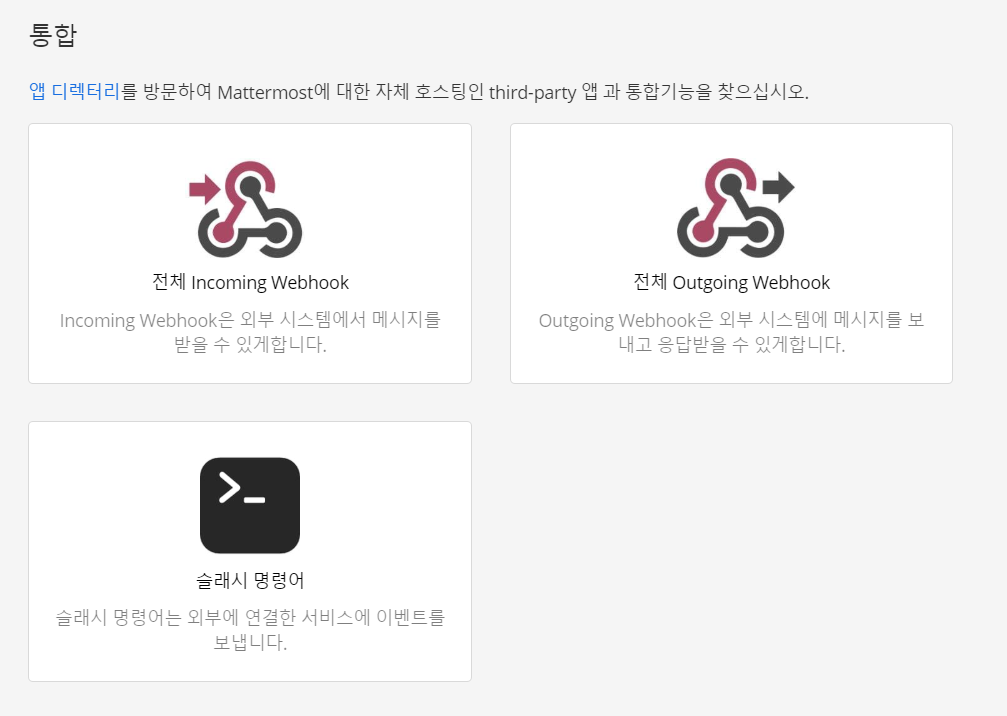 통합
앱 디렉터리를 방문하여 Mattermost에 대한 자체 호스팅인 third-party 앱 과 통합기능을 찾으십시오.
전체 Incoming Webhook
Incoming Webhook은 외부 시스템에서 메시지를
받을 수 있게합니다.
전체 Outgoing Webhook
Outgoing Webhook은 외부 시스템에 메시지를 보
내고 응답받을 수 있게합니다.
슬래시 명령어
슬래시 명령어는 외부에 연결한 서비스에 이벤트를
보냅니다.